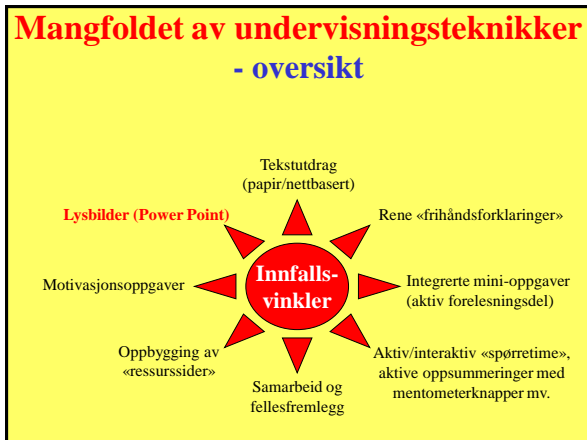 Mangfoldet av undervisningsteknikker
- oversikt
Tekstutdrag
(papir/nettbasert)
Lysbilder (Power Point)
Rene «frihåndsforklaringer»
Motivasjonsoppgaver
Innfalls-
vinkler
Integrerte mini-oppgaver
(aktiv forelesningsdel)
Oppbygging av
«ressurssider»
Aktiv/interaktiv «spørretime»,
aktive oppsummeringer med
mentometerknapper mv.
Samarbeid og
fellesfremlegg